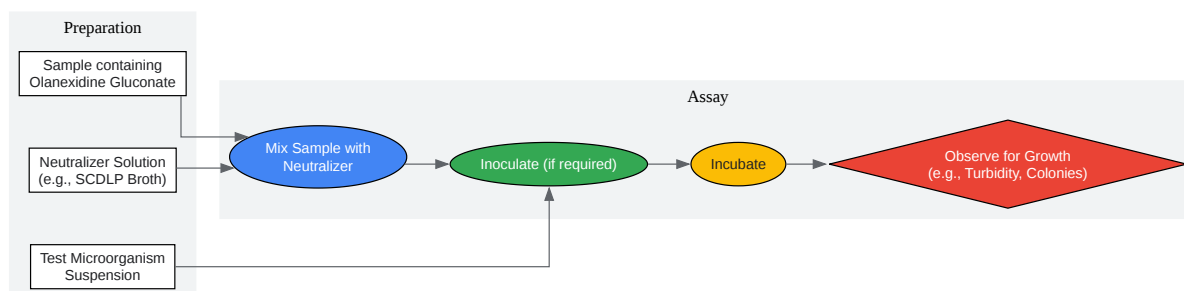 Preparation
Sample containing
Olanexidine Gluconate
Neutralizer Solution
(e.g., SCDLP Broth)
Test Microorganism
Suspension
Assay
Mix Sample with
Neutralizer
Inoculate (if required)
Incubate
Observe for Growth
(e.g., Turbidity, Colonies)